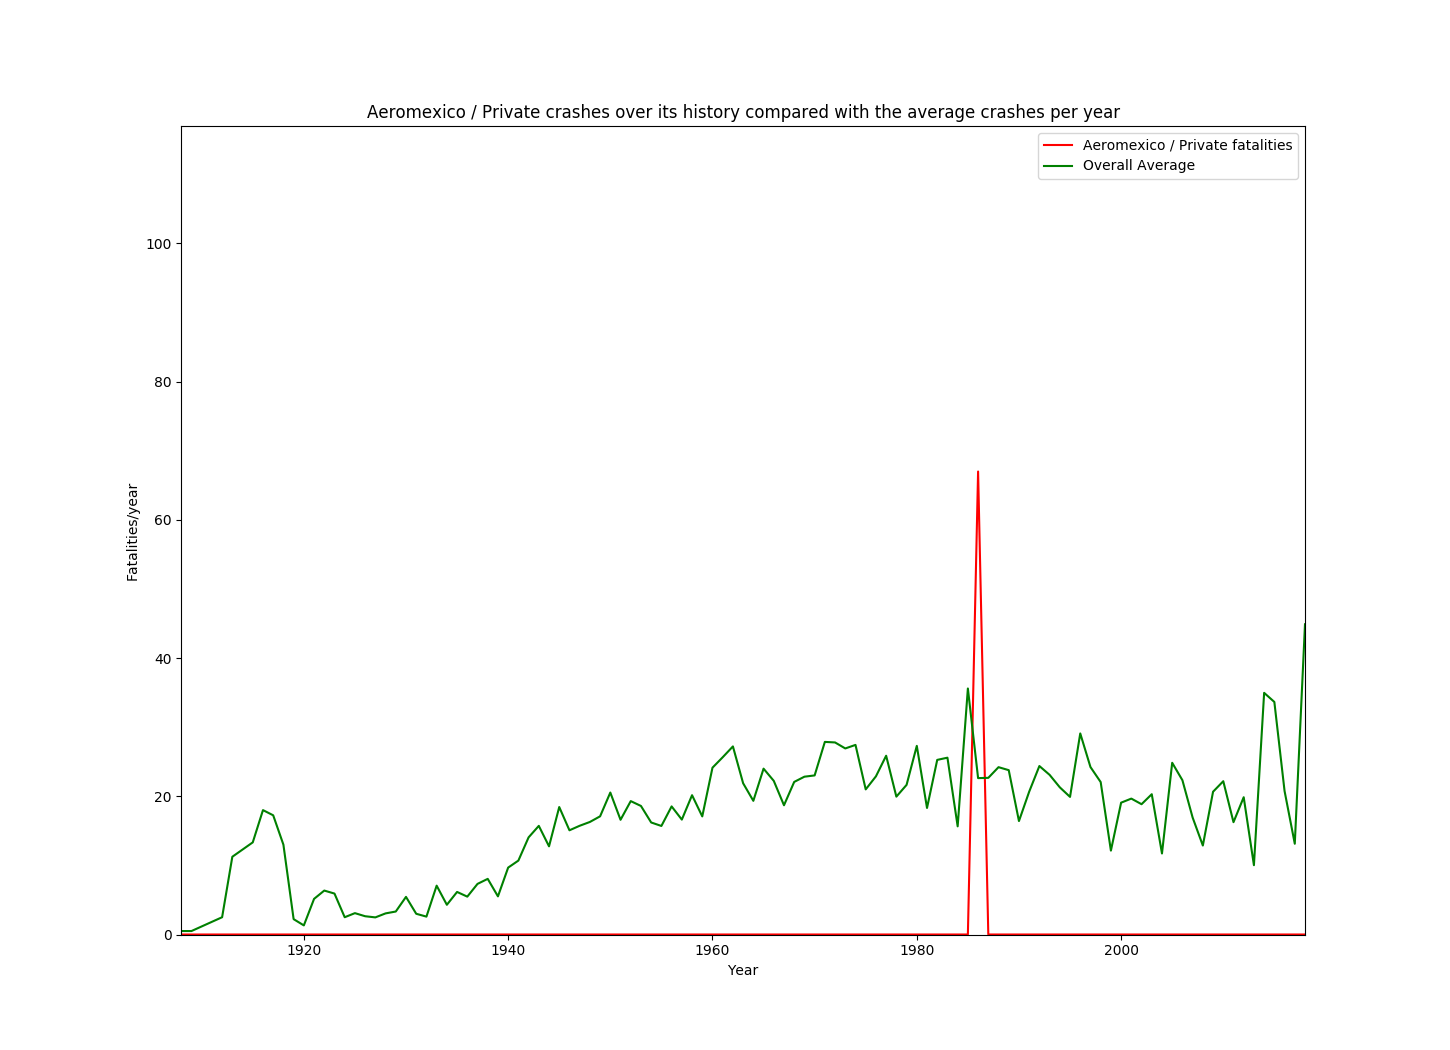 Aeromexico / Private crashes over its history compared with the average crashes per year
Aeromexico / Private fatalities
Overall Average
100
80
60
40
20
0
Fatalities/year
1920 1940 1960 1980 2000
Year